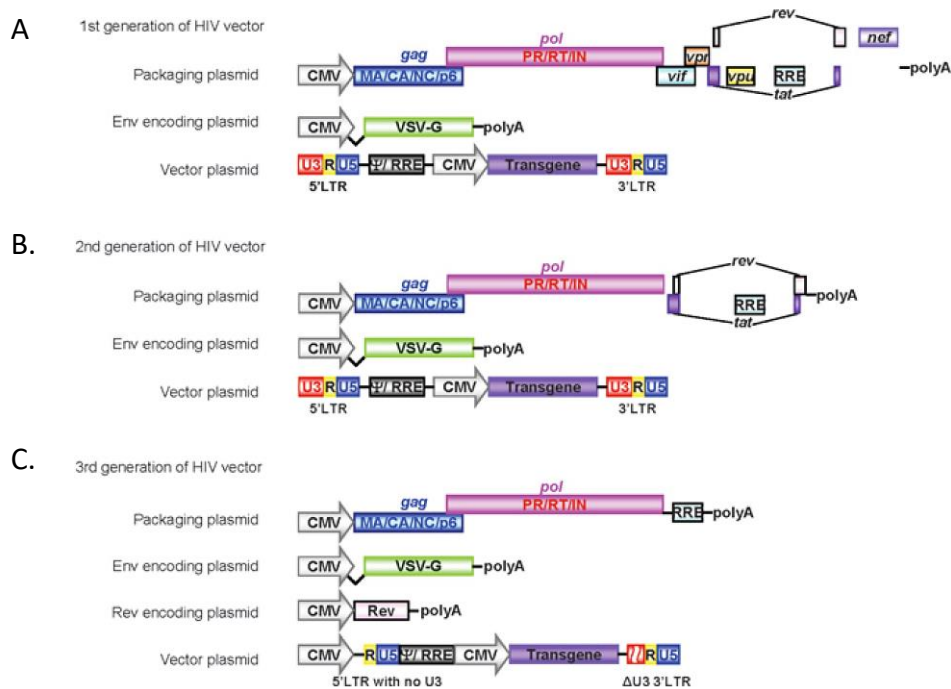 A
1st generation of HIV vector
rev
gag
pol
vpr
nef
Packaging plasmid
CMV
MA/CA/NC/p6
PR/RT/IN
vif
vpu
RRE
polyA
tat
Env encoding plasmid
CMV
VSV-G
polyA
Vector plasmid
U3 R U5
Ψ/ RRE
CMV
Transgene
U3 R U5
5'LTR
3'LTR
B.
2nd generation of HIV vector
rev
gag
pol
Packaging plasmid
CMV
MA/CA/NC/p6
PR/RT/IN
RRE
polyA
tat
Env encoding plasmid
CMV
VSV-G
polyA
Vector plasmid
U3 R U5
Ψ/ RRE
CMV
Transgene
U3 R U5
5'LTR
3'LTR
C.
3rd generation of HIV vector
gag
pol
Packaging plasmid
CMV
MA/CA/NC/p6
PR/RT/IN
RRE
polyA
Env encoding plasmid
CMV
VSV-G
polyA
Rev encoding plasmid
CMV
Rev
polyA
Vector plasmid
CMV
R U5
Ψ/ RRE
CMV
Transgene
R U5
5'LTR with no U3
ΔU3 3'LTR